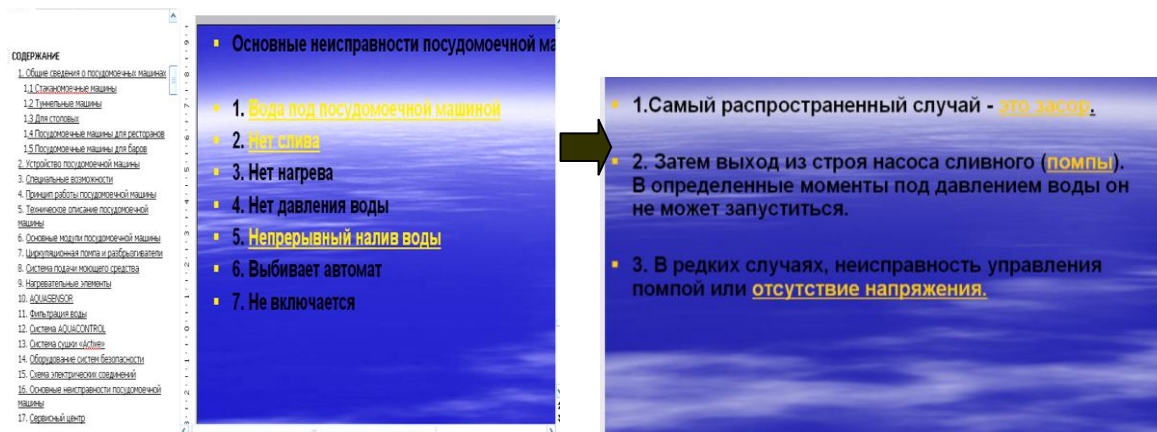 СОДЕРЖАНИЕ
1. Общие сведения о посудомоечных машинах
1.1 Стаканомоечные машины
1.2 Туннельные машины
1.3 Для столовых
1.4 Посудомоечные машины для ресторанов
1.5 Посудомоечные машины для баров
2. Устройство посудомоечной машины
3. Специальные возможности
4. Принцип работы посудомоечной машины
5. Техническое описание посудомоечной
машины
6. Основные модули посудомоечной машины
7. Циркуляционная помпа и разбрызгиватели
8. Система подачи моющего средства
9. Нагревательные элементы
10. AQUASENSOR
11. Фильтрация воды
12. Система AQUACONTROL
13. Система сушки «Active»
14. Оборудование систем безопасности
15. Схема электрических соединений
16. Основные неисправности посудомоечной
машины
17. Сервисный центр
Основные неисправности посудомоечной ма
1. Вода под посудомоечной машиной
2. Нет слива
3. Нет нагрева
4. Нет давления воды
5. Непрерывный налив воды
6. Выбивает автомат
7. Не включается
1.Самый распространенный случай - это засор.
2. Затем выход из строя насоса сливного (помпы).
В определенные моменты под давлением воды он
не может запуститься.
3. В редких случаях, неисправность управления
помпой или отсутствие напряжения.